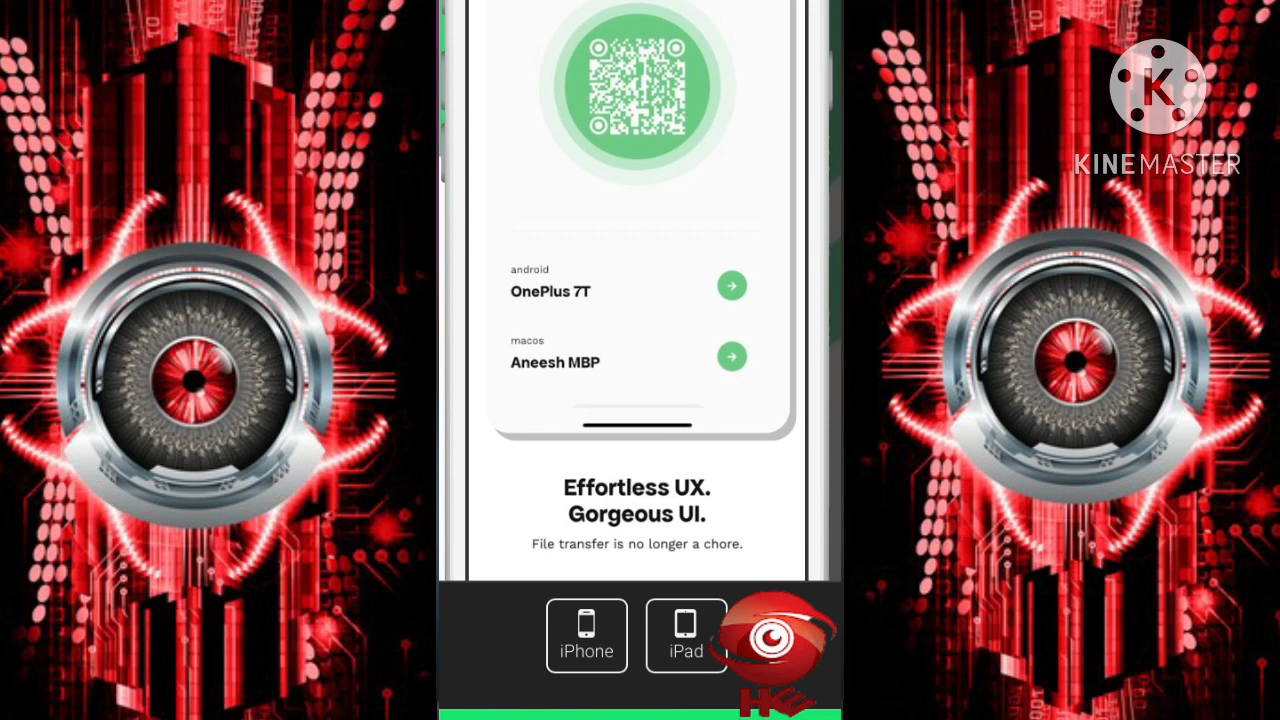 K
KINEMASTER
android
OnePlus 7T
macos
Aneesh MBP
Effortless UX.
Gorgeous UI.
File transfer is no longer a chore.
iPhone
iPad